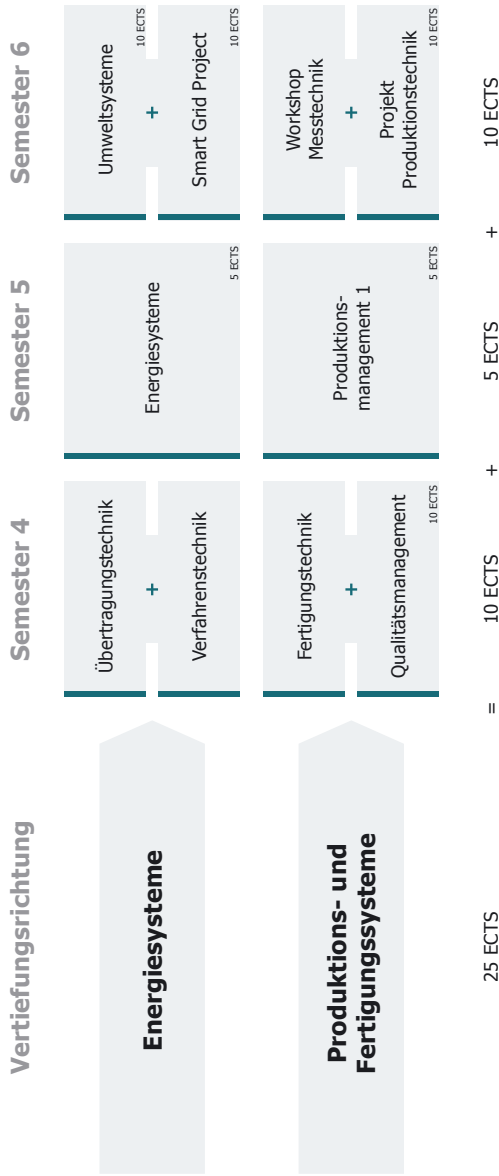 Vertiefungsrichtung
Semester 4
Semester 5
Semester 6
Energiesysteme
Übertragungstechnik
+
Verfahrenstechnik
Energiesysteme
5 ECTS
Umweltsysteme
10 ECTS
+
Smart Grid Project
10 ECTS
Produktions- und
Fertigungssysteme
Fertigungstechnik
+
Qualitätsmanagement
10 ECTS
Produktions-
management 1
5 ECTS
Workshop
Messtechnik
+
Projekt
Produktionstechnik
10 ECTS
25 ECTS = 10 ECTS + 5 ECTS + 10 ECTS